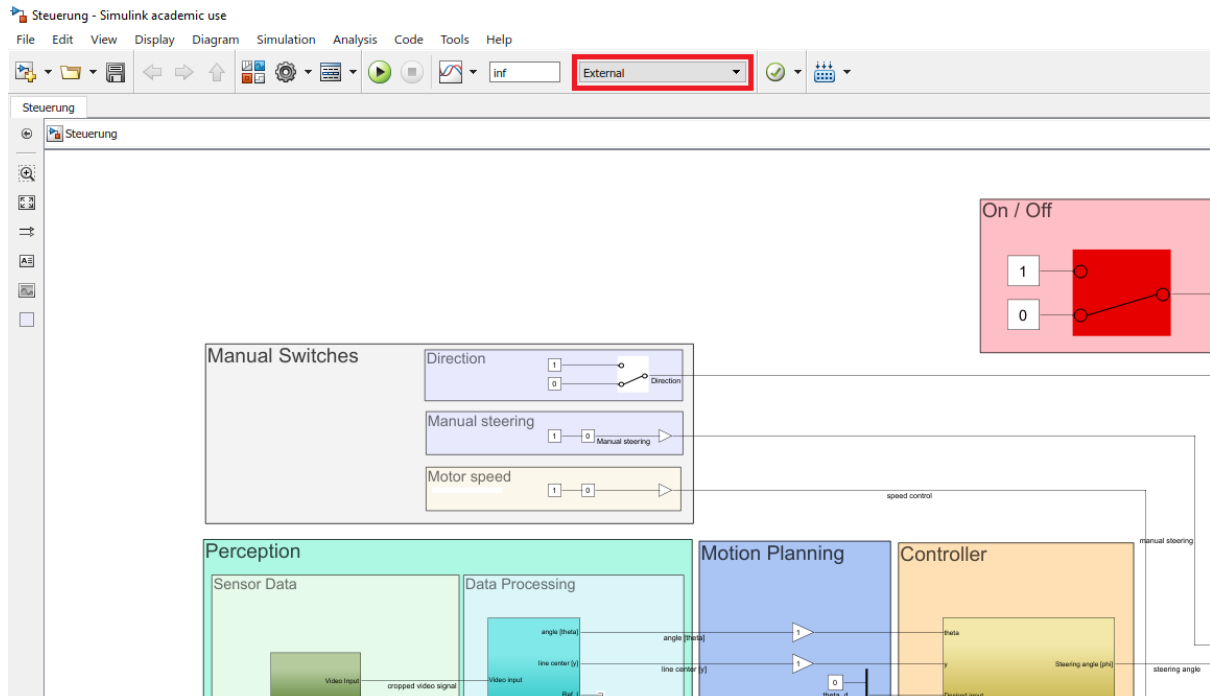 Steuerung - Simulink academic use
File Edit View Display Diagram Simulation Analysis Code Tools Help
inf External
Steuerung
Steuerung
On / Off
1
0
Manual Switches
Direction
1
0
Direction
Manual steering
1 0 Manual steering
Motor speed
1 0
speed control
manual steering
Perception
Sensor Data
Data Processing
Motion Planning
Controller
angle [theta]
angle [theta]
1
theta
line center [y]
line center [y]
1
y
Steering angle [phi]
steering angle
Video Input
cropped video signal
Video input
0